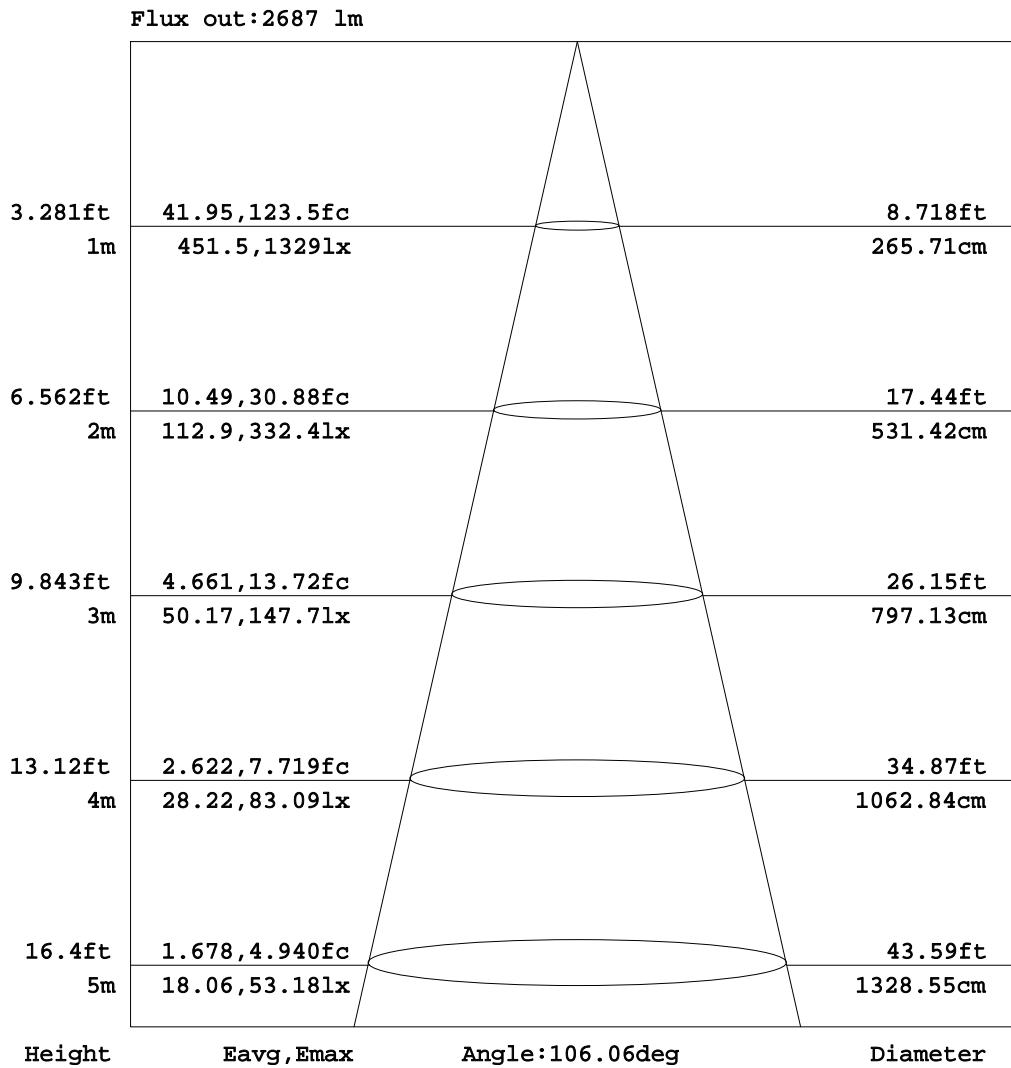 Flux out:2687 lm
3.281ft 41.95,123.5fc 8.718ft
1m 451.5,1329lx 265.71cm
6.562ft 10.49,30.88fc 17.44ft
2m 112.9,332.4lx 531.42cm
9.843ft 4.661,13.72fc 26.15ft
3m 50.17,147.7lx 797.13cm
13.12ft 2.622,7.719fc 34.87ft
4m 28.22,83.09lx 1062.84cm
16.4ft 1.678,4.940fc 43.59ft
5m 18.06,53.18lx 1328.55cm
Height Eavg,Emax Angle:106.06deg Diameter